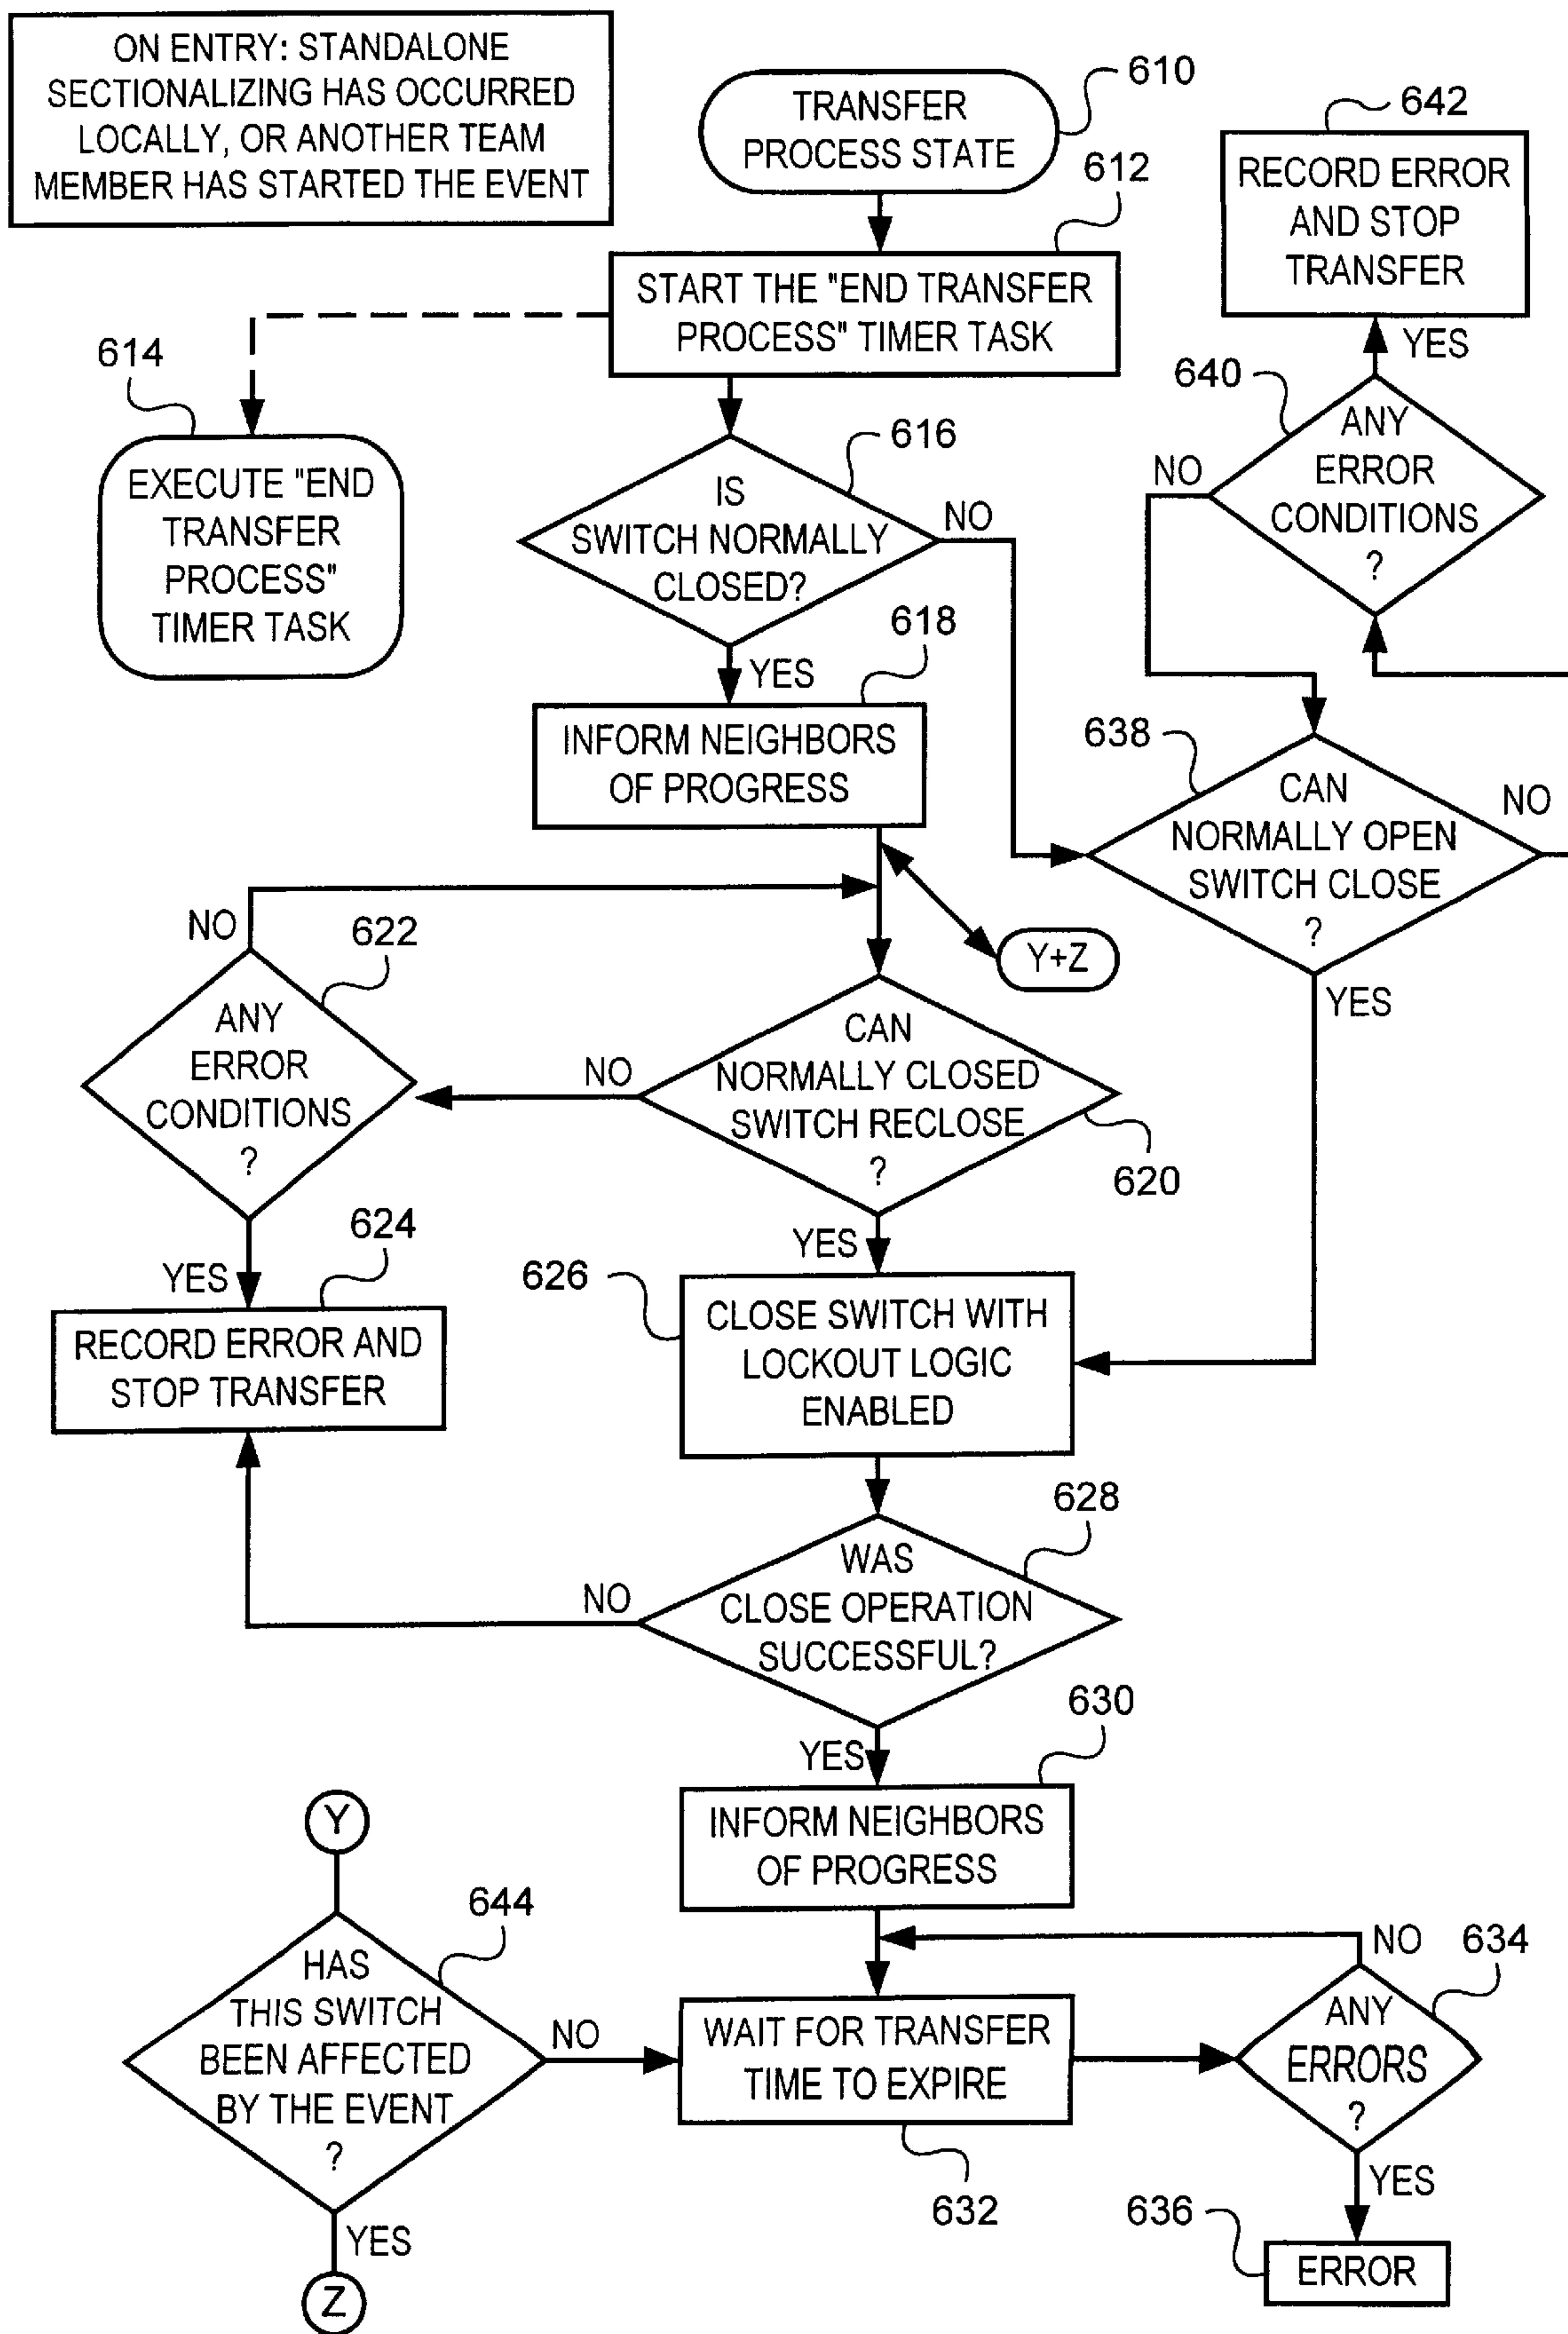 ON ENTRY: STANDALONE
SECTIONALIZING HAS OCCURRED
LOCALLY, OR ANOTHER TEAM
MEMBER HAS STARTED THE EVENT
TRANSFER
PROCESS STATE
610
612
START THE "END TRANSFER
PROCESS" TIMER TASK
614
EXECUTE "END
TRANSFER
PROCESS"
TIMER TASK
616
IS
SWITCH NORMALLY
CLOSED?
NO
YES
618
INFORM NEIGHBORS
OF PROGRESS
642
RECORD ERROR
AND STOP
TRANSFER
YES
640
ANY
ERROR
CONDITIONS
?
NO
638
CAN
NORMALLY OPEN
SWITCH CLOSE
?
NO
YES
Y+Z
NO
622
ANY
ERROR
CONDITIONS
?
NO
CAN
NORMALLY CLOSED
SWITCH RECLOSE
?
620
YES
624
RECORD ERROR AND
STOP TRANSFER
YES
626
CLOSE SWITCH WITH
LOCKOUT LOGIC
ENABLED
628
WAS
CLOSE OPERATION
SUCCESSFUL?
NO
YES
630
INFORM NEIGHBORS
OF PROGRESS
Y
644
HAS
THIS SWITCH
BEEN AFFECTED
BY THE EVENT
?
NO
YES
Z
WAIT FOR TRANSFER
TIME TO EXPIRE
632
NO
634
ANY
ERRORS
?
YES
636
ERROR